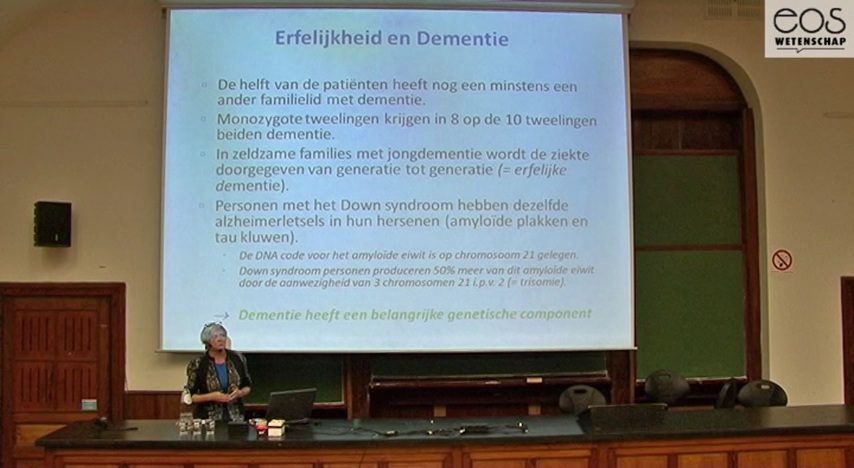 eos
WETENSCHAP
Erfelijkheid en Dementie
De helft van de patiënten heeft nog een minstens een
ander familielid met dementie.
Monozygote tweelingen krijgen in 8 op de 10 tweelingen
beiden dementie.
In zeldzame families met jongdementie wordt de ziekte
doorgegeven van generatie tot generatie (= erfelijke
dementie).
Personen met het Down syndroom hebben dezelfde
alzheimerletsels in hun hersenen (amyloïde plakken en
tau kluwen).
De DNA code voor het amyloïde eiwit is op chromosoom 21 gelegen.
Down syndroom personen produceren 50% meer van dit amyloïde eiwit
door de aanwezigheid van 3 chromosomen 21 i.p.v. 2 (= trisomie).
→ Dementie heeft een belangrijke genetische component